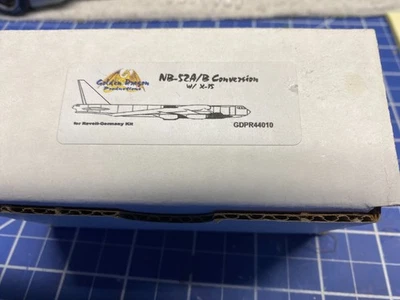 Golden Dragon
Productions
NB-52A/B Conversion
w/ X-15
for Revell-Germany Kit
GDPR44010